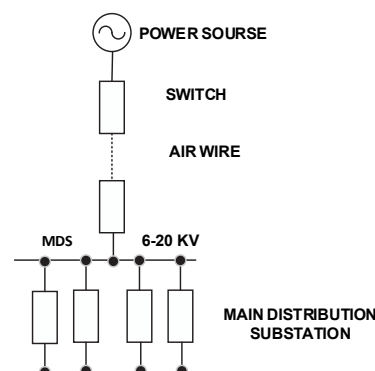 POWER SOURSE
SWITCH
AIR WIRE
MDS 6-20 KV
MAIN DISTRIBUTION
SUBSTATION